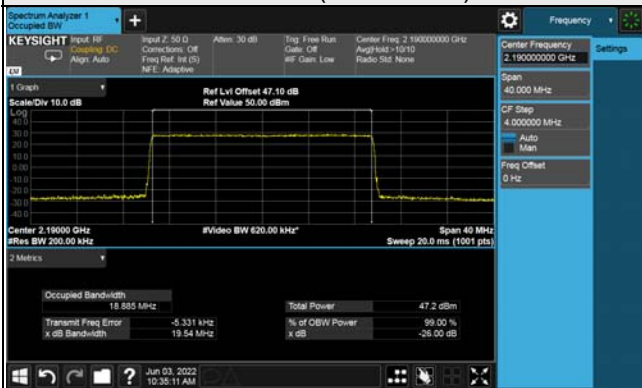 Spectrum Analyzer 1
Occupied BW
+
Frequency
KEYSIGHT Input: RF
Coupling: DC
Align: Auto
Input Z: 50 Ω
Corrections: Off
Freq Ref: Int (S)
NFE: Adaptive
Atten: 30 dB
Trig: Free Run
Gate: Off
#IF Gain: Low
Center Freq: 2.190000000 GHz
Avg|Hold:>10/10
Radio Std: None
Center Frequency
2.190000000 GHz
Settings
Span
40.000 MHz
CF Step
4.000000 MHz
Auto
Man
Freq Offset
0 Hz
1 Graph
Scale/Div 10.0 dB
Ref Lvl Offset 47.10 dB
Ref Value 50.00 dBm
Log
40.0
30.0
20.0
10.0
0.00
-10.0
-20.0
-30.0
-40.0
Center 2.19000 GHz
#Video BW 620.00 kHz*
Span 40 MHz
#Res BW 200.00 kHz
Sweep 20.0 ms (1001 pts)
2 Metrics
Occupied Bandwidth
18.885 MHz
Total Power 47.2 dBm
Transmit Freq Error -5.331 kHz
% of OBW Power 99.00 %
x dB Bandwidth 19.54 MHz
x dB -26.00 dB
?
Jun 03, 2022
10:35:11 AM